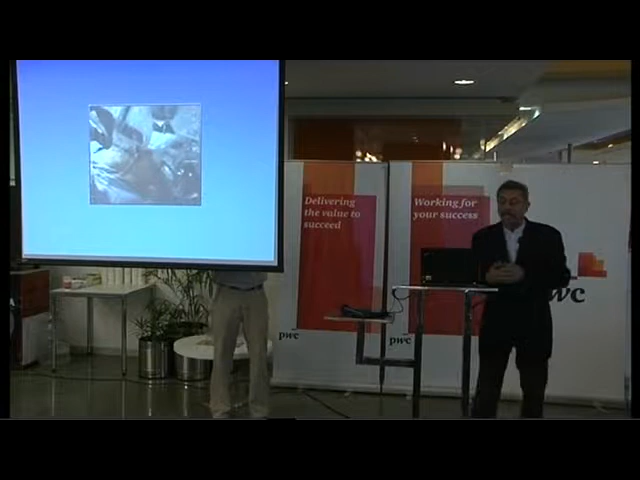 Delivering
the value to
succeed
Working for
your success
pwc
pwc
pwc